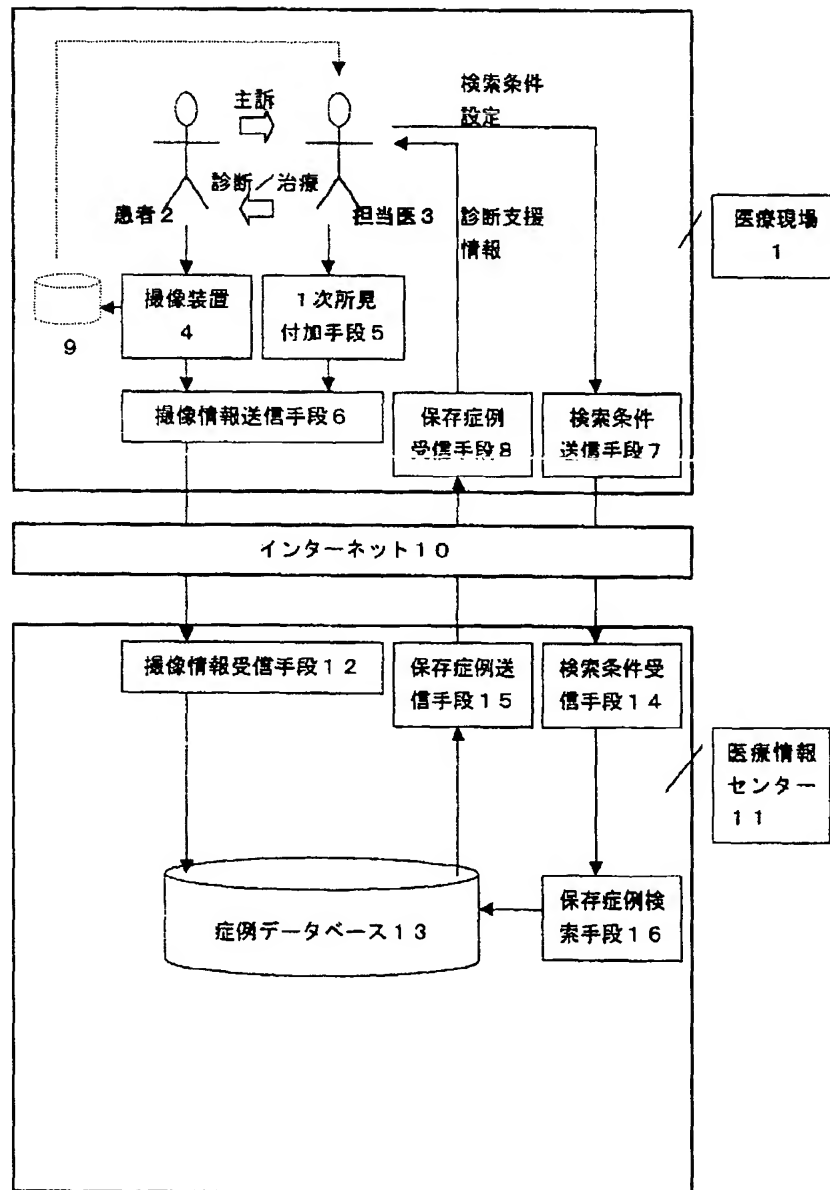 主訴
検索条件
設定
診断／治療
患者２
担当医３
診断支援
情報
医療現場
１
撮像装置
４
１次所見
付加手段５
９
撮像情報送信手段６
保存症例
受信手段８
検索条件
送信手段７
インターネット１０
撮像情報受信手段１２
保存症例送
信手段１５
検索条件受
信手段１４
医療情報
センター
１１
症例データベース１３
保存症例検
索手段１６